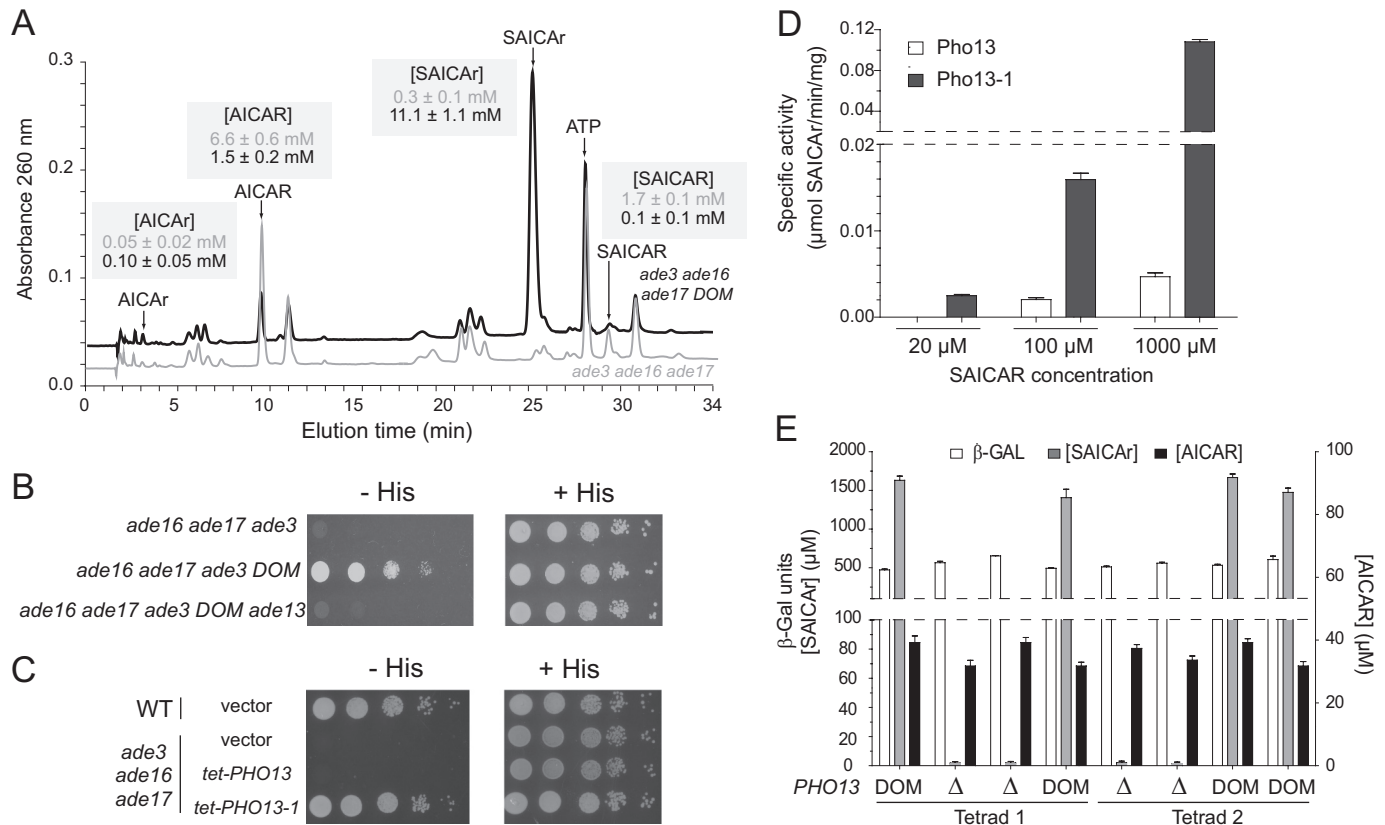 A
Absorbance 260 nm
0.3
0.2
0.1
0.0
[AICAr]
0.05 ± 0.02 mM
0.10 ± 0.05 mM
AICAr
[AICAR]
6.6 ± 0.6 mM
1.5 ± 0.2 mM
AICAR
SAICAr
[SAICAr]
0.3 ± 0.1 mM
11.1 ± 1.1 mM
ATP
[SAICAR]
1.7 ± 0.1 mM
0.1 ± 0.1 mM
SAICAR
ade3 ade16
ade17 DOM
ade3 ade16 ade17
0 5 10 15 20 25 30 34
Elution time (min)
B
- His + His
ade16 ade17 ade3
ade16 ade17 ade3 DOM
ade16 ade17 ade3 DOM ade13
C
- His + His
WT vector
ade3
ade16
ade17
vector
tet-PHO13
tet-PHO13-1
D
Specific activity
(µmol SAICAr/min/mg)
0.12
0.08
0.04
0.02
0.01
0.00
Pho13
Pho13-1
20 µM 100 µM 1000 µM
SAICAR concentration
E
β-Gal units
[SAICAr] (µM)
2000
1500
1000
500
100
80
60
40
20
0
β-GAL [SAICAr] [AICAR]
100
80
60
40
20
0
[AICAR] (µM)
PHO13 DOM Δ Δ DOM Δ Δ DOM DOM
Tetrad 1 Tetrad 2